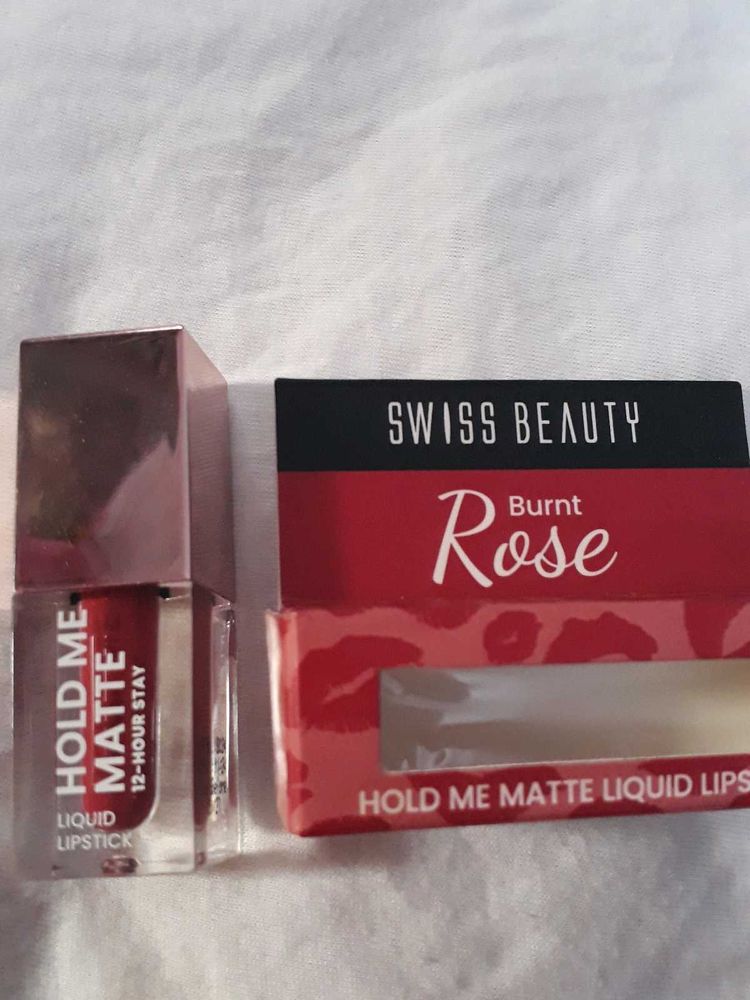 HOLD ME
MATTE
12-HOUR STAY
LIQUID
LIPSTICK
SWISS BEAUTY
Burnt
Rose
HOLD ME MATTE LIQUID LIPS